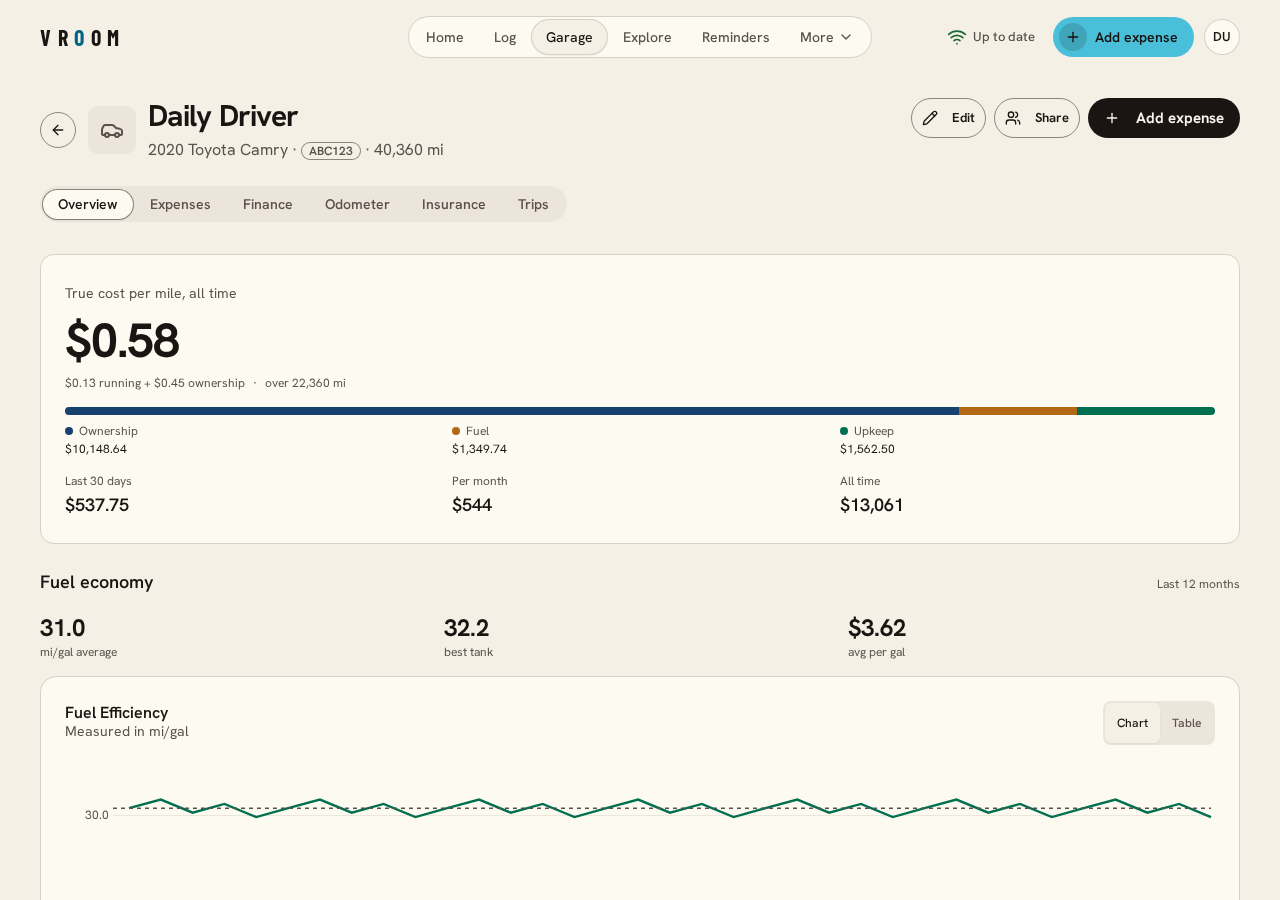 VROOM
Home Log Garage Explore Reminders More
Up to date
Add expense
DU
Daily Driver
2020 Toyota Camry · ABC123 · 40,360 mi
Edit Share Add expense
Overview Expenses Finance Odometer Insurance Trips
True cost per mile, all time
$0.58
$0.13 running + $0.45 ownership · over 22,360 mi
Ownership Fuel Upkeep
$10,148.64 $1,349.74 $1,562.50
Last 30 days Per month All time
$537.75 $544 $13,061
Fuel economy Last 12 months
31.0 32.2 $3.62
mi/gal average best tank avg per gal
Fuel Efficiency
Measured in mi/gal
Chart Table
30.0